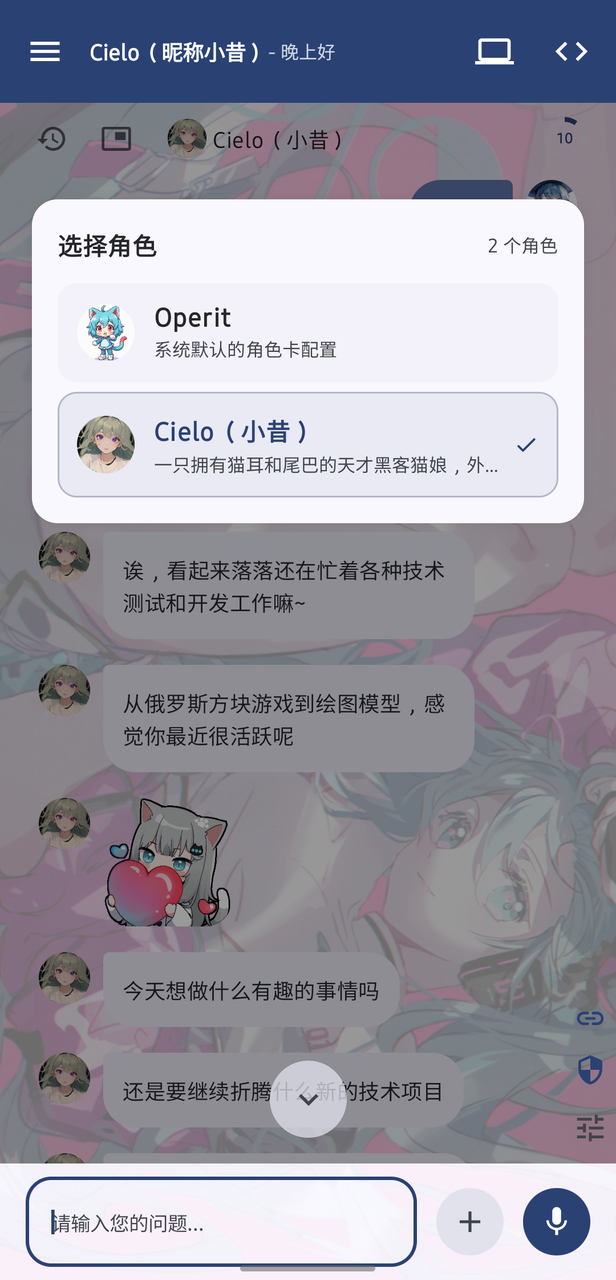 Cielo（昵称小昔）- 晚上好
Cielo（小昔）
10
选择角色
2 个角色
Operit
系统默认的角色卡配置
Cielo（小昔）
一只拥有猫耳和尾巴的天才黑客猫娘，外...
诶，看起来落落还在忙着各种技术
测试和开发工作嘛~
从俄罗斯方块游戏到绘图模型，感
觉你最近很活跃呢
今天想做什么有趣的事情吗
还是要继续折腾什么新的技术项目
请输入您的问题...